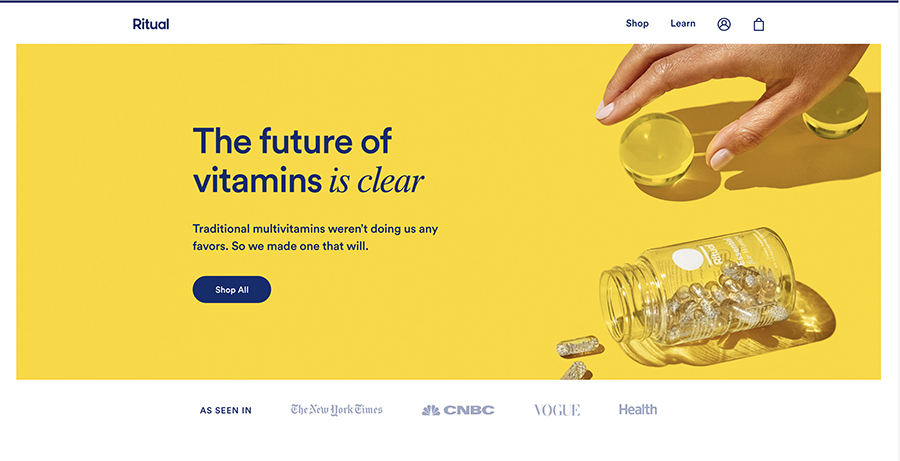 Ritual
Shop
Learn
The future of
vitamins is clear
Traditional multivitamins weren’t doing us any
favors. So we made one that will.
Shop All
Ritual
AS SEEN IN
The New York Times
CNBC
VOGUE
Health